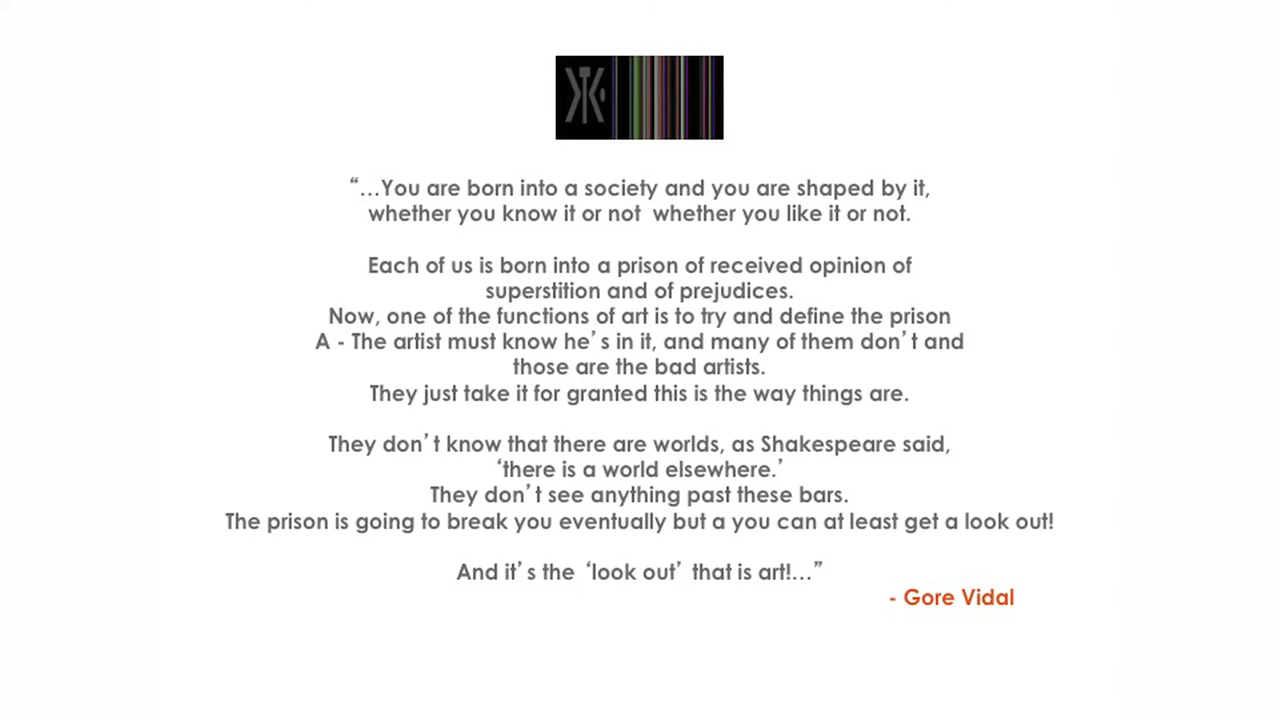 “…You are born into a society and you are shaped by it,
whether you know it or not whether you like it or not.
Each of us is born into a prison of received opinion of
superstition and of prejudices.
Now, one of the functions of art is to try and define the prison
A - The artist must know he’s in it, and many of them don’t and
those are the bad artists.
They just take it for granted this is the way things are.
They don’t know that there are worlds, as Shakespeare said,
‘there is a world elsewhere.’
They don’t see anything past these bars.
The prison is going to break you eventually but a you can at least get a look out!
And it’s the ‘look out’ that is art!…”
- Gore Vidal